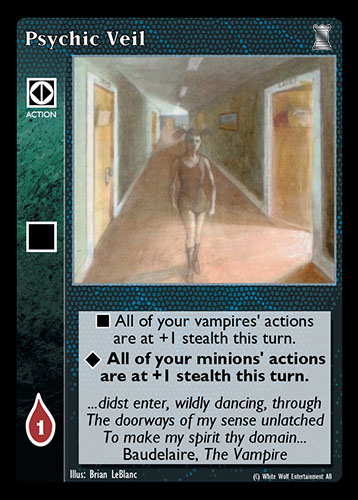 Psychic Veil
ACTION
All of your vampires' actions
are at +1 stealth this turn.
All of your minions' actions
are at +1 stealth this turn.
...didst enter, wildly dancing, through
The doorways of my sense unlatched
To make my spirit thy domain...
Baudelaire, The Vampire
1
Illus: Brian LeBlanc
(C) White Wolf Entertainment AB